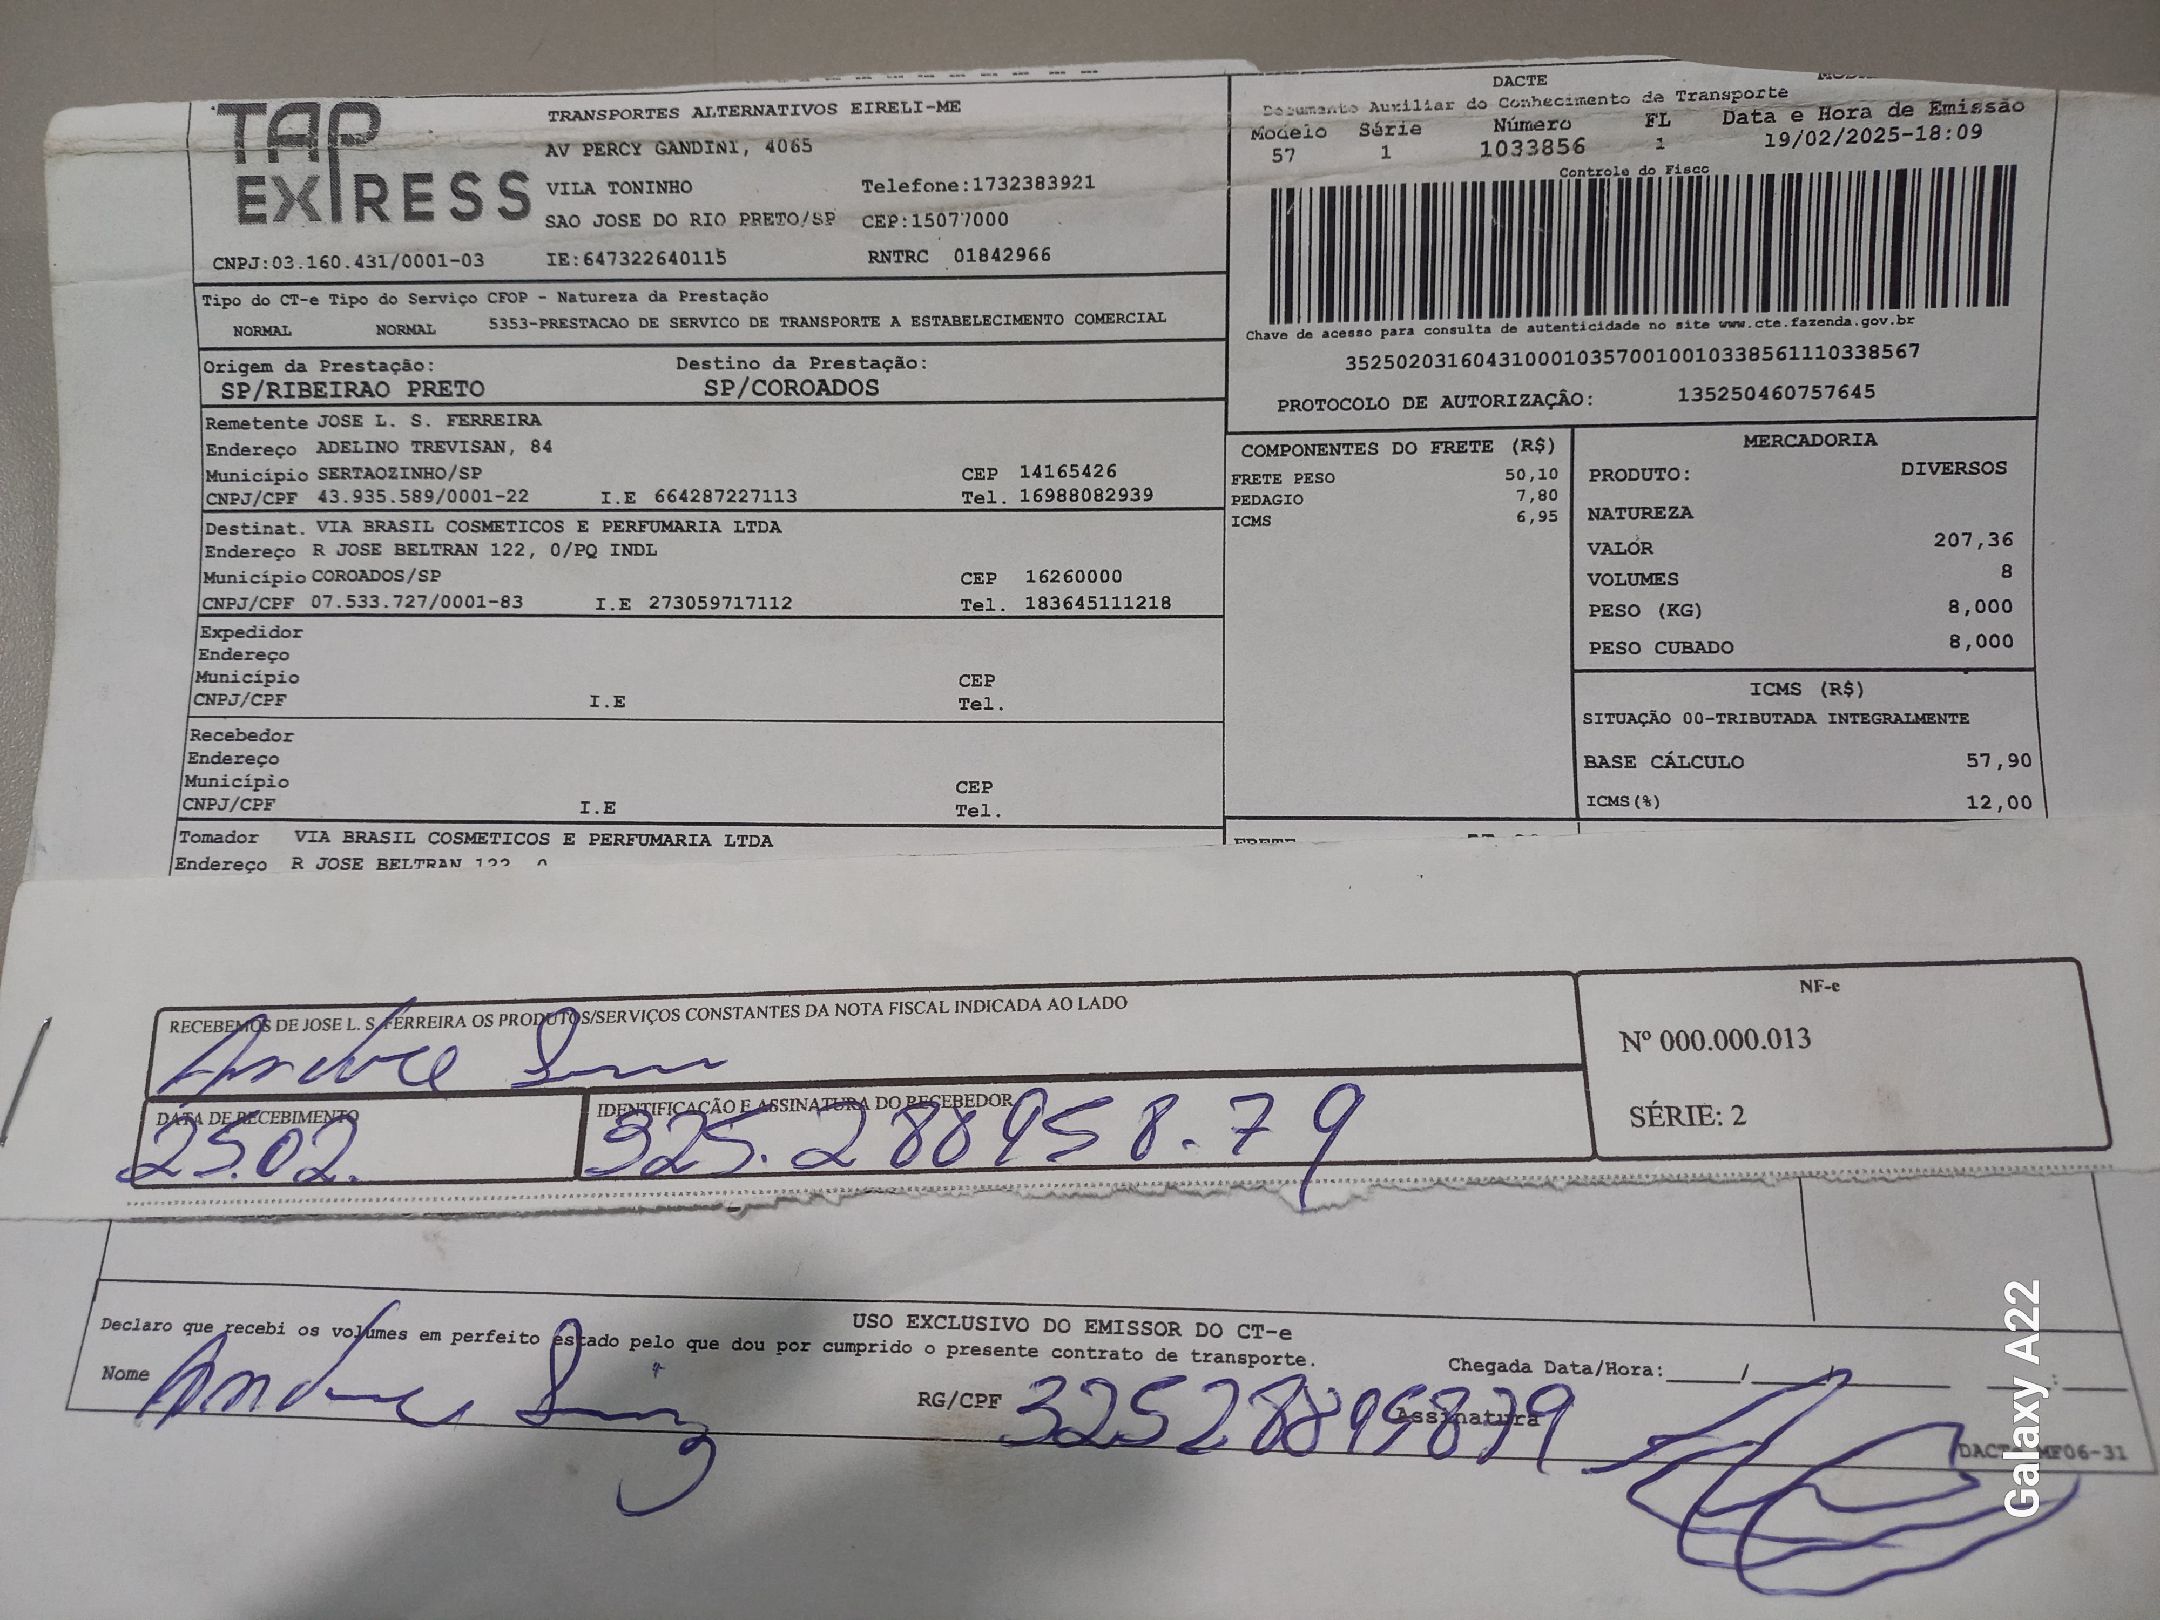 TAP EXPRESS
TRANSPORTES ALTERNATIVOS EIRELI-ME
AV PERCY GANDINI, 4065
VILA TONINHO Telefone:1732383921
SAO JOSE DO RIO PRETO/SP CEP:15077000
CNPJ:03.160.431/0001-03 IE:647322640115 RNTRC 01842966
DACTE
Documento Auxiliar do Conhecimento de Transporte
Modelo Série Número FL Data e Hora de Emissão
57 1 1033856 1 19/02/2025-18:09
Controle do Fisco
Chave de acesso para consulta de autenticidade no site www.cte.fazenda.gov.br
35250203160431000103570010010338561110338567
PROTOCOLO DE AUTORIZAÇÃO: 135250460757645
Tipo do CT-e Tipo do Serviço CFOP - Natureza da Prestação
NORMAL NORMAL 5353-PRESTACAO DE SERVICO DE TRANSPORTE A ESTABELECIMENTO COMERCIAL
Origem da Prestação: Destino da Prestação:
SP/RIBEIRAO PRETO SP/COROADOS
Remetente JOSE L. S. FERREIRA
Endereço ADELINO TREVISAN, 84
Município SERTAOZINHO/SP CEP 14165426
CNPJ/CPF 43.935.589/0001-22 I.E 664287227113 Tel. 16988082939
Destinat. VIA BRASIL COSMETICOS E PERFUMARIA LTDA
Endereço R JOSE BELTRAN 122, 0/PQ INDL
Município COROADOS/SP CEP 16260000
CNPJ/CPF 07.533.727/0001-83 I.E 273059717112 Tel. 183645111218
Expedidor
Endereço
Município CEP
CNPJ/CPF I.E Tel.
Recebedor
Endereço
Município CEP
CNPJ/CPF I.E Tel.
Tomador VIA BRASIL COSMETICOS E PERFUMARIA LTDA
Endereço R JOSE BELTRAN 122, 0
COMPONENTES DO FRETE (R$)
FRETE PESO 50,10
PEDAGIO 7,80
ICMS 6,95
FRETE
MERCADORIA
PRODUTO: DIVERSOS
NATUREZA
VALOR 207,36
VOLUMES 8
PESO (KG) 8,000
PESO CUBADO 8,000
ICMS (R$)
SITUAÇÃO 00-TRIBUTADA INTEGRALMENTE
BASE CÁLCULO 57,90
ICMS(%) 12,00
RECEBEMOS DE JOSE L. S. FERREIRA OS PRODUTOS/SERVIÇOS CONSTANTES DA NOTA FISCAL INDICADA AO LADO
Andre
DATA DE RECEBIMENTO
25.02.
IDENTIFICAÇÃO E ASSINATURA DO RECEBEDOR
325.288958.79
NF-e
Nº 000.000.013
SÉRIE: 2
USO EXCLUSIVO DO EMISSOR DO CT-e
Declaro que recebi os volumes em perfeito estado pelo que dou por cumprido o presente contrato de transporte.
Chegada Data/Hora:____/____/____ __:__
Nome Andre
RG/CPF 32528895879
Assinatura
DACTE MF06-31
Galaxy A22